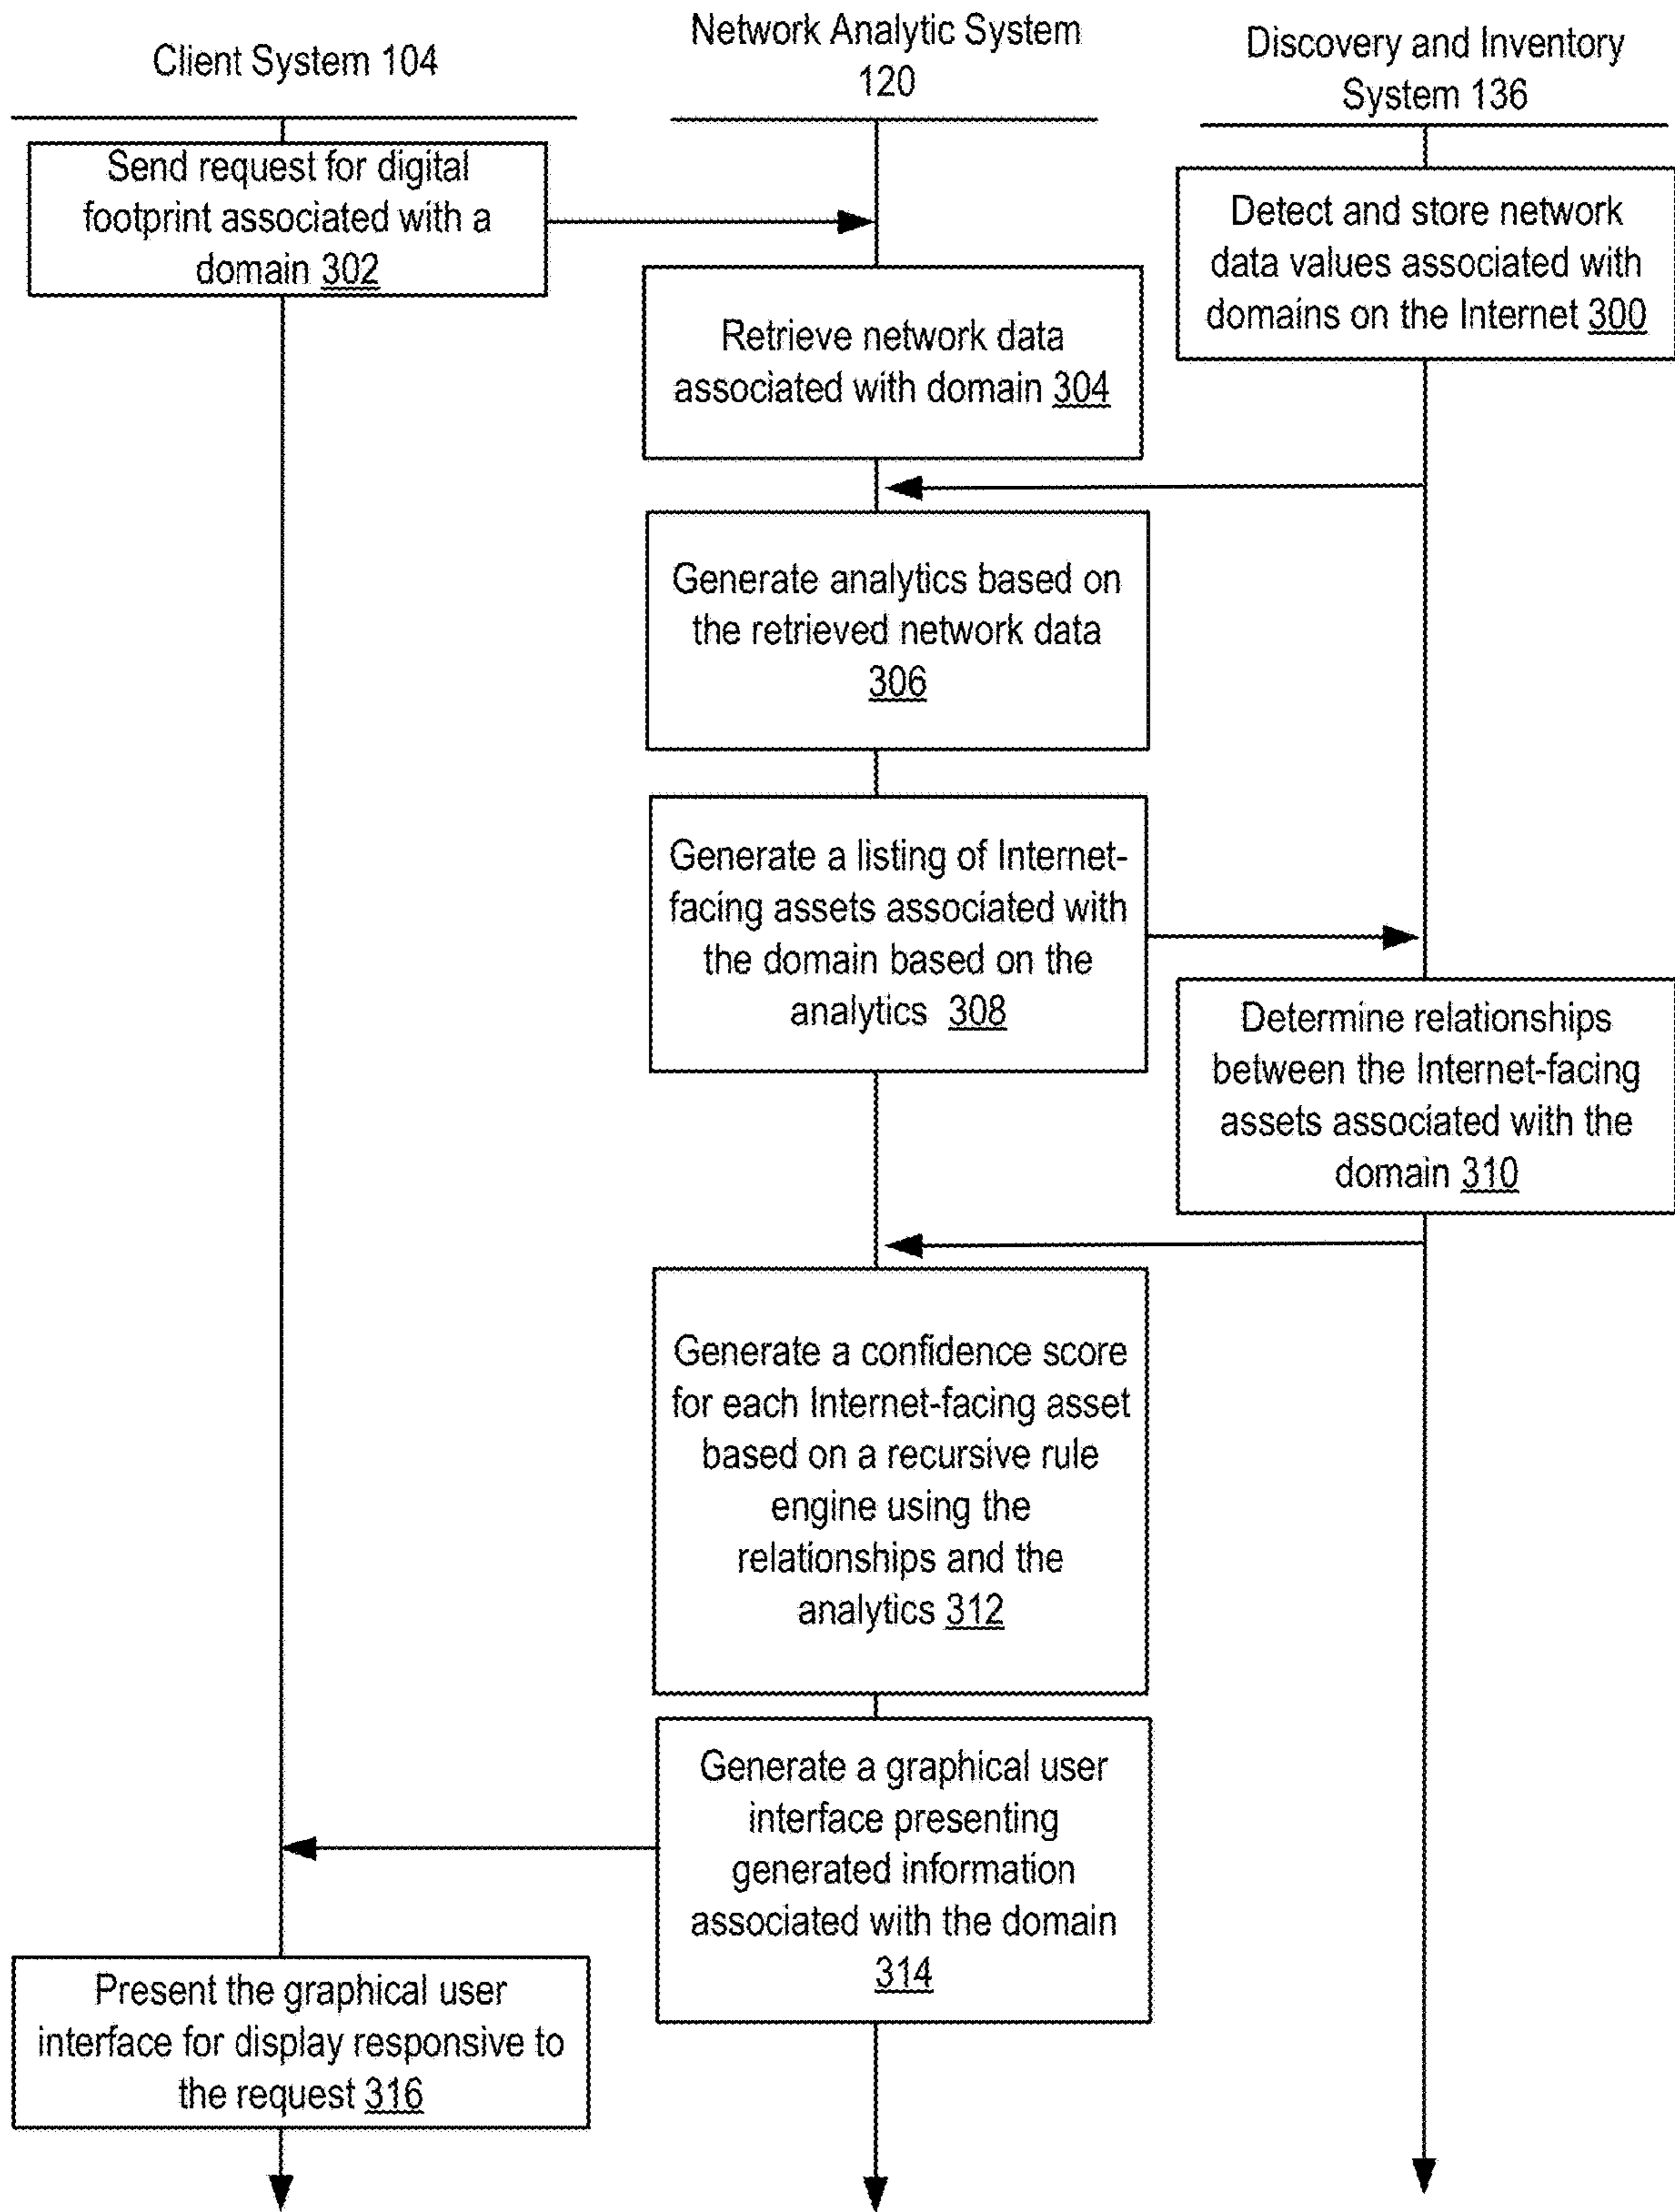 Client System 104
Network Analytic System
120
Discovery and Inventory
System 136
Send request for digital
footprint associated with a
domain 302
Detect and store network
data values associated with
domains on the Internet 300
Retrieve network data
associated with domain 304
Generate analytics based on
the retrieved network data
306
Generate a listing of Internet-
facing assets associated with
the domain based on the
analytics 308
Determine relationships
between the Internet-facing
assets associated with the
domain 310
Generate a confidence score
for each Internet-facing asset
based on a recursive rule
engine using the
relationships and the
analytics 312
Generate a graphical user
interface presenting
generated information
associated with the domain
314
Present the graphical user
interface for display responsive to
the request 316